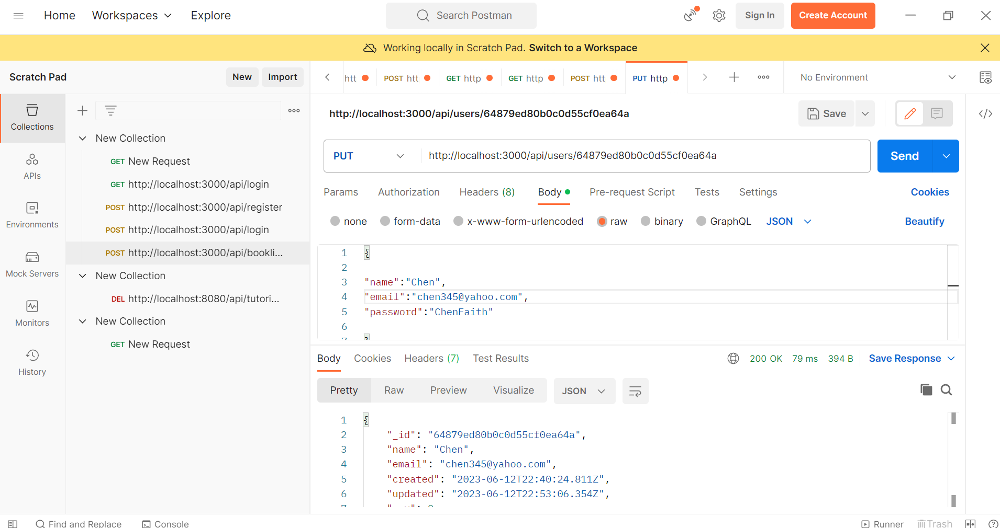 Home Workspaces Explore Search Postman Sign In Create Account
Working locally in Scratch Pad. Switch to a Workspace
Scratch Pad New Import
htt POST htt GET http GET http POST htt PUT http No Environment
Collections
APIs
Environments
Mock Servers
Monitors
History
New Collection
GET New Request
GET http://localhost:3000/api/login
POST http://localhost:3000/api/register
POST http://localhost:3000/api/login
POST http://localhost:3000/api/bookli...
New Collection
DEL http://localhost:8080/api/tutori...
New Collection
GET New Request
http://localhost:3000/api/users/64879ed80b0c0d55cf0ea64a Save
PUT http://localhost:3000/api/users/64879ed80b0c0d55cf0ea64a Send
Params Authorization Headers (8) Body Pre-request Script Tests Settings Cookies
none form-data x-www-form-urlencoded raw binary GraphQL JSON Beautify
1 {
2
3 "name":"Chen",
4 "email":"chen345@yahoo.com",
5 "password":"ChenFaith"
6
Body Cookies Headers (7) Test Results 200 OK 79 ms 394 B Save Response
Pretty Raw Preview Visualize JSON
1 {
2 "_id": "64879ed80b0c0d55cf0ea64a",
3 "name": "Chen",
4 "email": "chen345@yahoo.com",
5 "created": "2023-06-12T22:40:24.811Z",
6 "updated": "2023-06-12T22:53:06.354Z",
Find and Replace Console Runner Trash